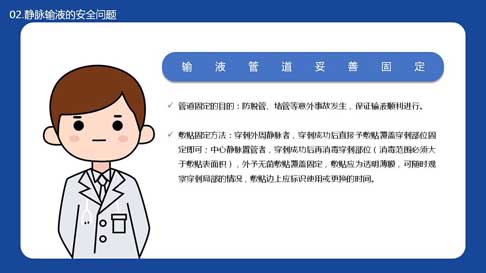 02.静脉输液的安全问题
输液管道妥善固定
✓ 管道固定的目的：防脱管、堵管等意外事故发生，保证输液顺利进行。
✓ 敷贴固定方法：穿刺外周静脉者，穿刺成功后直接予敷贴覆盖穿刺部位固
定即可；中心静脉置管者，穿刺成功后再消毒穿刺部位（消毒范围必须大
于敷贴表面积），外予无菌敷贴覆盖固定，敷贴应为透明薄膜，可随时观
察穿刺局部的情况，敷贴边上应标识使用或更换的时间。